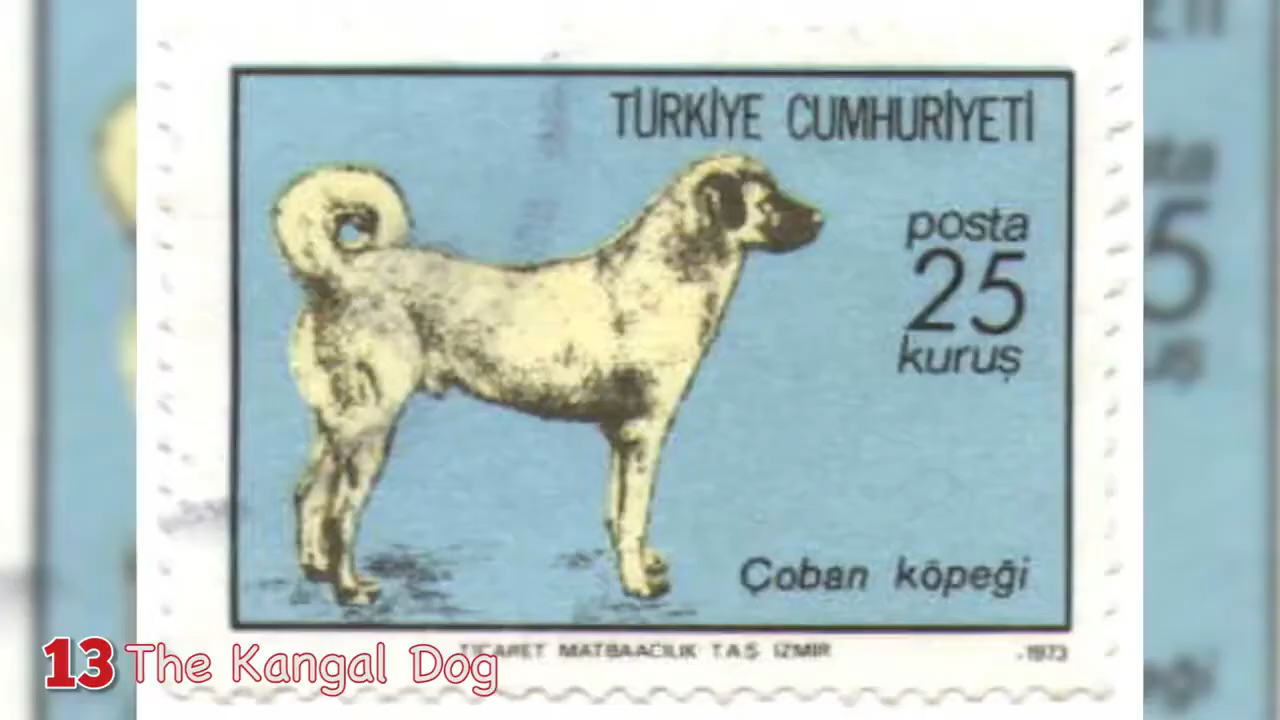 TÜRKİYE CUMHURİYETİ
posta
25
kuruş
Çoban köpeği
TİCARET MATBAACILIK T.A.Ş İZMİR -1973
13 The Kangal Dog